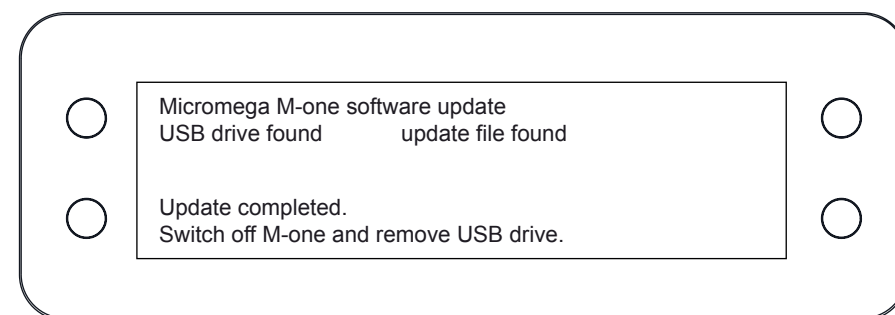 Micromega M-one software update
USB drive found update file found
Update completed.
Switch off M-one and remove USB drive.